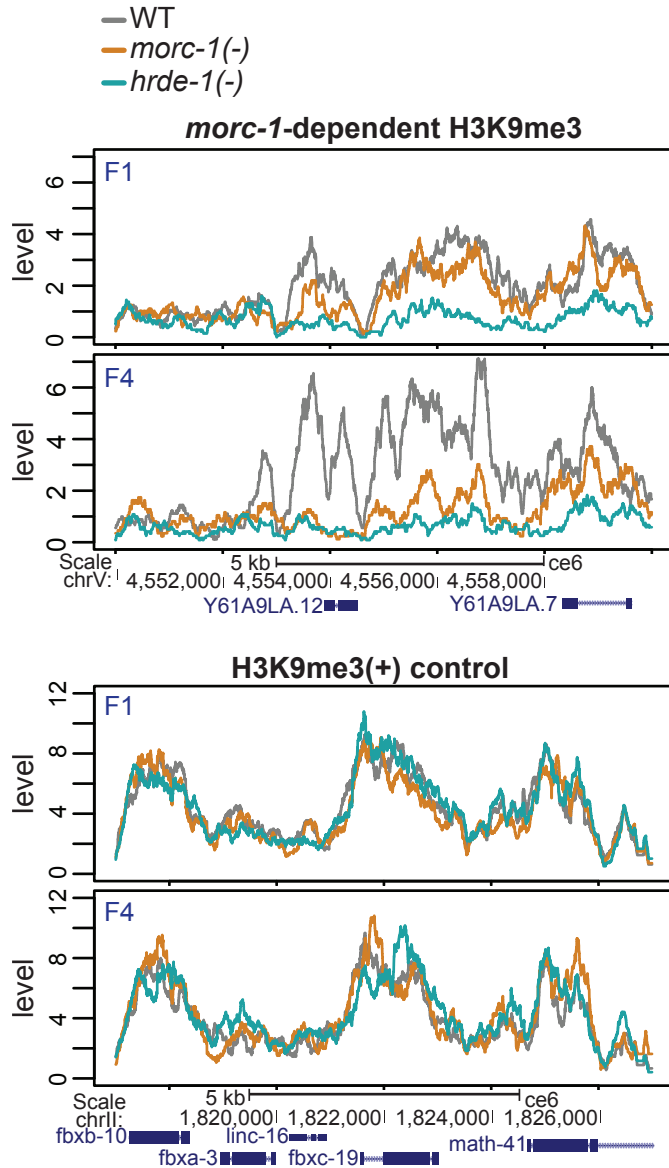 WT
morc-1(-)
hrde-1(-)
morc-1-dependent H3K9me3
F1
level
0 2 4 6
F4
level
0 2 4 6
Scale 5 kb ce6
chrV: 4,552,000 4,554,000 4,556,000 4,558,000
Y61A9LA.12 Y61A9LA.7
H3K9me3(+) control
F1
level
0 4 8 12
F4
level
0 4 8 12
Scale 5 kb ce6
chrII: 1,820,000 1,822,000 1,824,000 1,826,000
fbxb-10 linc-16 math-41
fbxa-3 fbxc-19